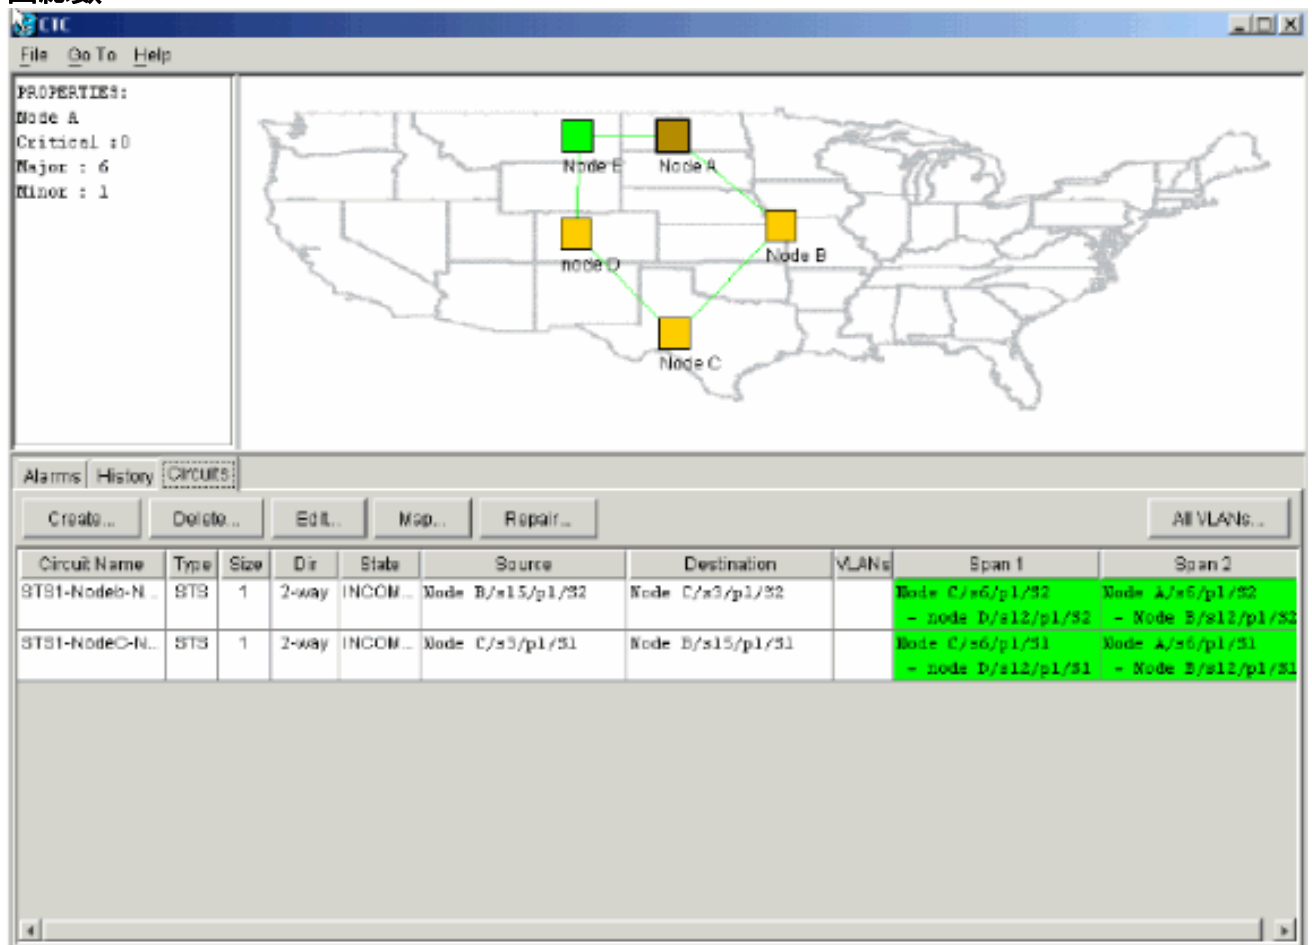 CTC
File Go To Help
PROPERTIES:
Node A
Critical :0
Major : 6
Minor : 1
Node E
Node A
node D
Node B
Node C
Alarms History Circuits
Create... Delete... Edit... Map... Repair... All VLANs...
Circuit Name Type Size Dir State Source Destination VLANs Span 1 Span 2
STS1-Nodeb-N... STS 1 2-way INCOM... Node B/s15/p1/S2 Node C/s3/p1/S2 Node C/s6/p1/S2 Node A/s6/p1/S2
- node D/s12/p1/S2 - Node B/s12/p1/S2
STS1-NodeC-N... STS 1 2-way INCOM... Node C/s3/p1/S1 Node B/s15/p1/S1 Node C/s6/p1/S1 Node A/s6/p1/S1
- node D/s12/p1/S1 - Node B/s12/p1/S1